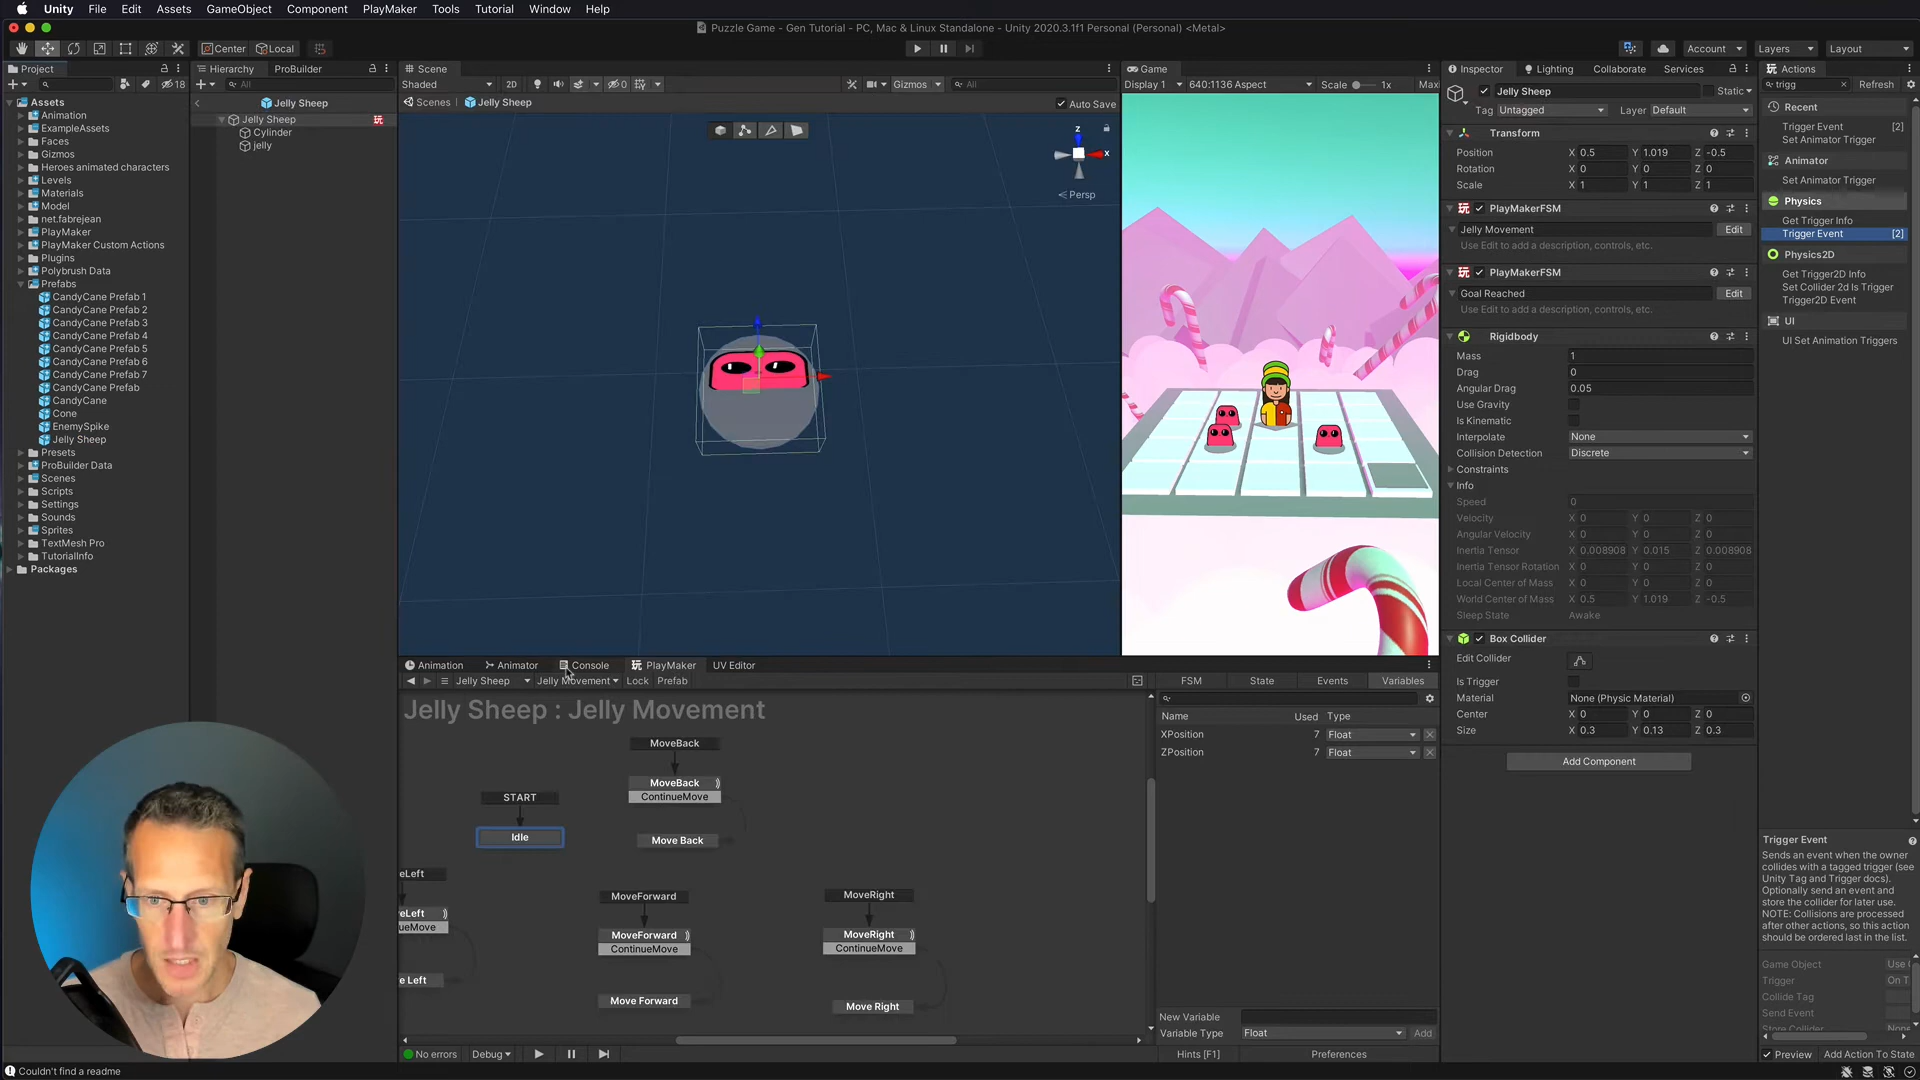 Unity File Edit Assets GameObject Component PlayMaker Tools Tutorial Window Help
Puzzle Game - Gen Tutorial - PC, Mac & Linux Standalone - Unity 2020.3.1f1 Personal (Personal) <Metal>
Center Local Account Layers Layout
Project
18
Assets
Animation
ExampleAssets
Faces
Gizmos
Heroes animated characters
Levels
Materials
Model
net.fabrejean
PlayMaker
PlayMaker Custom Actions
Plugins
Polybrush Data
Prefabs
CandyCane Prefab 1
CandyCane Prefab 2
CandyCane Prefab 3
CandyCane Prefab 4
CandyCane Prefab 5
CandyCane Prefab 6
CandyCane Prefab 7
CandyCane Prefab
CandyCane
Cone
EnemySpike
Jelly Sheep
Presets
ProBuilder Data
Scenes
Scripts
Settings
Sounds
Sprites
TextMesh Pro
TutorialInfo
Packages
Hierarchy ProBuilder
All
Jelly Sheep
Jelly Sheep
Cylinder
jelly
Scene
Shaded 2D 0 Gizmos All
Scenes Jelly Sheep Auto Save
z
x
Persp
Game
Display 1 640:1136 Aspect Scale 1x Maxi
Inspector Lighting Collaborate Services
Jelly Sheep Static
Tag Untagged Layer Default
Transform
Position X 0.5 Y 1.019 Z -0.5
Rotation X 0 Y 0 Z 0
Scale X 1 Y 1 Z 1
PlayMakerFSM
Jelly Movement Edit
Use Edit to add a description, controls, etc.
PlayMakerFSM
Goal Reached Edit
Use Edit to add a description, controls, etc.
Rigidbody
Mass 1
Drag 0
Angular Drag 0.05
Use Gravity
Is Kinematic
Interpolate None
Collision Detection Discrete
Constraints
Info
Speed 0
Velocity X 0 Y 0 Z 0
Angular Velocity X 0 Y 0 Z 0
Inertia Tensor X 0.008908 Y 0.015 Z 0.008908
Inertia Tensor Rotation X 0 Y 0 Z 0
Local Center of Mass X 0 Y 0 Z 0
World Center of Mass X 0.5 Y 1.019 Z -0.5
Sleep State Awake
Box Collider
Edit Collider
Is Trigger
Material None (Physic Material)
Center X 0 Y 0 Z 0
Size X 0.3 Y 0.13 Z 0.3
Add Component
Actions
trigg Refresh
Recent
Trigger Event [2]
Set Animator Trigger
Animator
Set Animator Trigger
Physics
Get Trigger Info
Trigger Event [2]
Physics2D
Get Trigger2D Info
Set Collider 2d Is Trigger
Trigger2D Event
UI
UI Set Animation Triggers
Trigger Event
Sends an event when the owner
collides with a tagged trigger (see
Unity Tag and Trigger docs).
Optionally send an event and
store the collider for later use.
NOTE: Collisions are processed
after other actions, so this action
should be ordered last in the list.
Game Object Use
Trigger On T
Collide Tag
Send Event
Store Collider None
Preview Add Action To State
Animation Animator Console PlayMaker UV Editor
Jelly Sheep Jelly Movement Lock Prefab
Jelly Sheep : Jelly Movement
MoveBack
MoveBack
ContinueMove
Move Back
START
Idle
eLeft
eLeft
nueMove
e Left
MoveForward
MoveForward
ContinueMove
Move Forward
MoveRight
MoveRight
ContinueMove
Move Right
FSM State Events Variables
Name Used Type
XPosition 7 Float
ZPosition 7 Float
New Variable
Variable Type Float Add
No errors Debug Hints [F1] Preferences
Couldn't find a readme